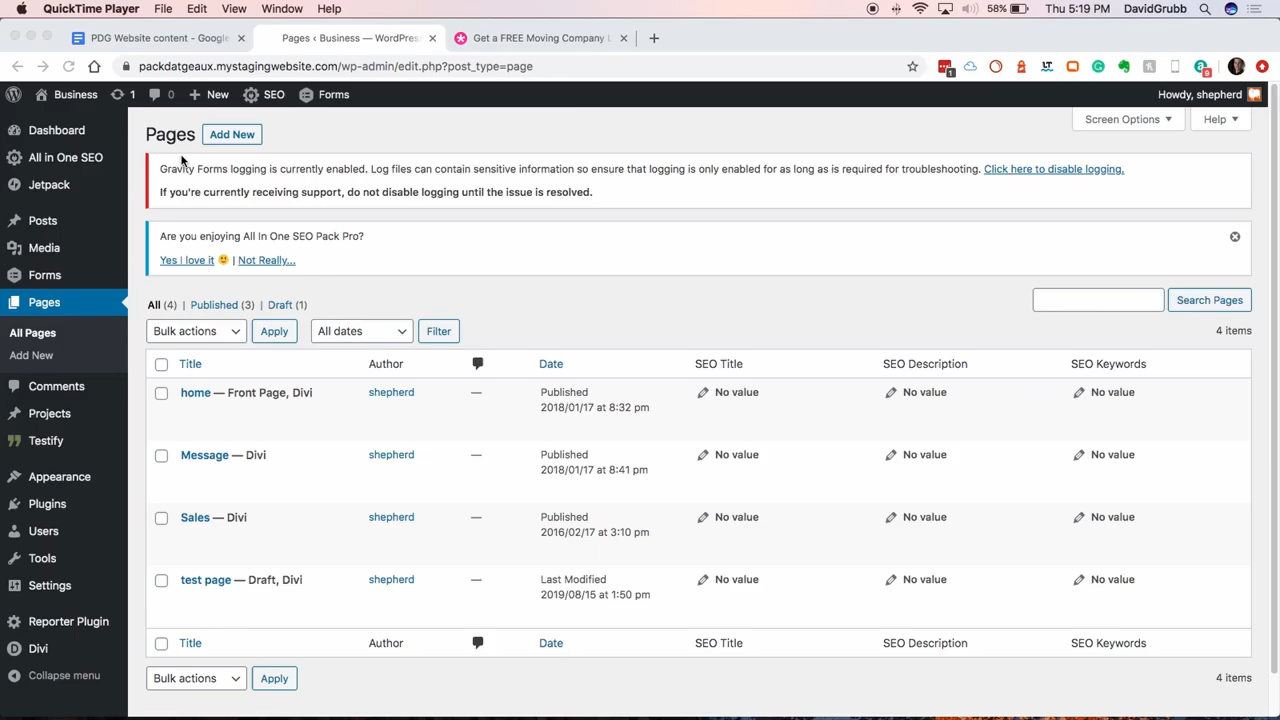 QuickTime Player File Edit View Window Help 58% Thu 5:19 PM DavidGrubb
PDG Website content - Google Pages ‹ Business — WordPres Get a FREE Moving Company
packdatgeaux.mystagingwebsite.com/wp-admin/edit.php?post_type=page 1 9
Business 1 0 New SEO Forms Howdy, shepherd
Screen Options Help
Dashboard
All in One SEO
Jetpack
Posts
Media
Forms
Pages
All Pages
Add New
Comments
Projects
Testify
Appearance
Plugins
Users
Tools
Settings
Reporter Plugin
Divi
Collapse menu
Pages Add New
Gravity Forms logging is currently enabled. Log files can contain sensitive information so ensure that logging is only enabled for as long as is required for troubleshooting. Click here to disable logging.
If you're currently receiving support, do not disable logging until the issue is resolved.
Are you enjoying All In One SEO Pack Pro?
Yes I love it | Not Really...
All (4) | Published (3) | Draft (1) Search Pages
Bulk actions Apply All dates Filter 4 items
Title Author Date SEO Title SEO Description SEO Keywords
home — Front Page, Divi shepherd — Published No value No value No value
2018/01/17 at 8:32 pm
Message — Divi shepherd — Published No value No value No value
2018/01/17 at 8:41 pm
Sales — Divi shepherd — Published No value No value No value
2016/02/17 at 3:10 pm
test page — Draft, Divi shepherd — Last Modified No value No value No value
2019/08/15 at 1:50 pm
Title Author Date SEO Title SEO Description SEO Keywords
Bulk actions Apply 4 items